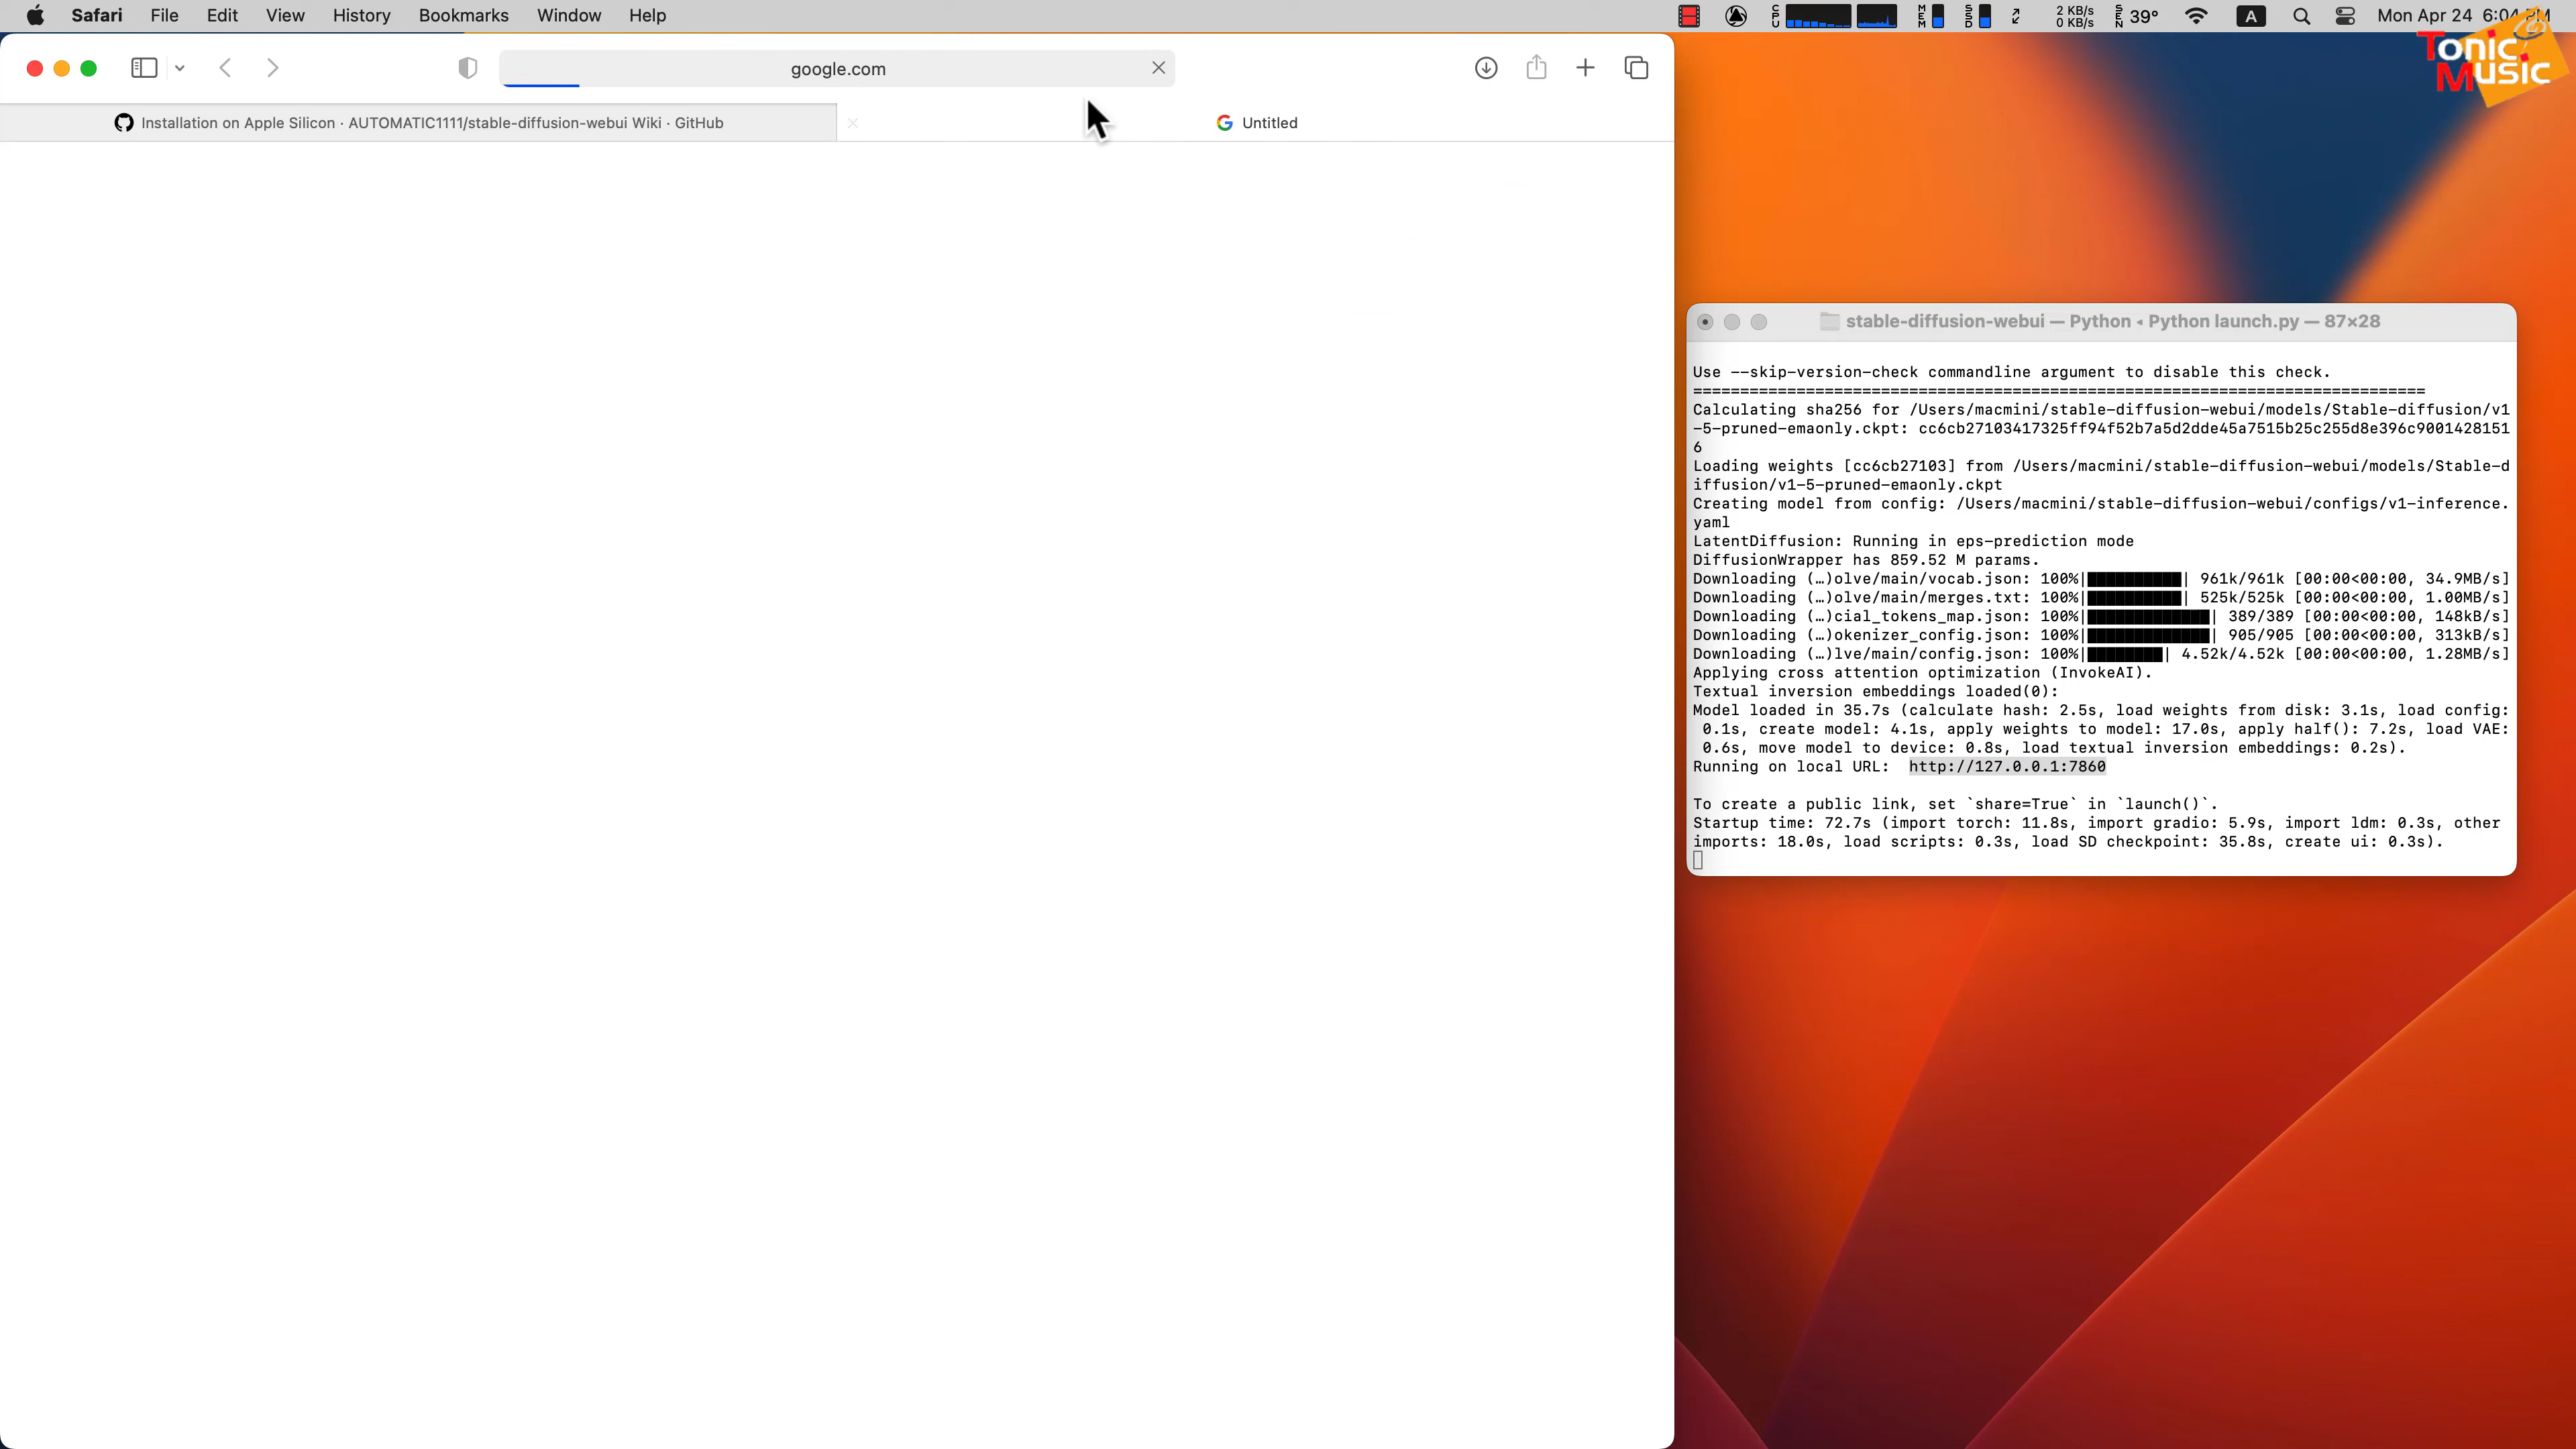 Safari File Edit View History Bookmarks Window Help
CPU MEM SSD 2 KB/s 0 KB/s SEN 39° A Mon Apr 24 6:04
Tonic Music
google.com
Installation on Apple Silicon · AUTOMATIC1111/stable-diffusion-webui Wiki · GitHub
Untitled
stable-diffusion-webui — Python ◂ Python launch.py — 87×28
Use --skip-version-check commandline argument to disable this check.
==============================================================================
Calculating sha256 for /Users/macmini/stable-diffusion-webui/models/Stable-diffusion/v1
-5-pruned-emaonly.ckpt: cc6cb27103417325ff94f52b7a5d2dde45a7515b25c255d8e396c9001428151
6
Loading weights [cc6cb27103] from /Users/macmini/stable-diffusion-webui/models/Stable-d
iffusion/v1-5-pruned-emaonly.ckpt
Creating model from config: /Users/macmini/stable-diffusion-webui/configs/v1-inference.
yaml
LatentDiffusion: Running in eps-prediction mode
DiffusionWrapper has 859.52 M params.
Downloading (…)olve/main/vocab.json: 100%|██████████| 961k/961k [00:00<00:00, 34.9MB/s]
Downloading (…)olve/main/merges.txt: 100%|██████████| 525k/525k [00:00<00:00, 1.00MB/s]
Downloading (…)cial_tokens_map.json: 100%|█████████████| 389/389 [00:00<00:00, 148kB/s]
Downloading (…)okenizer_config.json: 100%|█████████████| 905/905 [00:00<00:00, 313kB/s]
Downloading (…)lve/main/config.json: 100%|████████| 4.52k/4.52k [00:00<00:00, 1.28MB/s]
Applying cross attention optimization (InvokeAI).
Textual inversion embeddings loaded(0):
Model loaded in 35.7s (calculate hash: 2.5s, load weights from disk: 3.1s, load config:
0.1s, create model: 4.1s, apply weights to model: 17.0s, apply half(): 7.2s, load VAE:
0.6s, move model to device: 0.8s, load textual inversion embeddings: 0.2s).
Running on local URL:  http://127.0.0.1:7860
To create a public link, set `share=True` in `launch()`.
Startup time: 72.7s (import torch: 11.8s, import gradio: 5.9s, import ldm: 0.3s, other
imports: 18.0s, load scripts: 0.3s, load SD checkpoint: 35.8s, create ui: 0.3s).